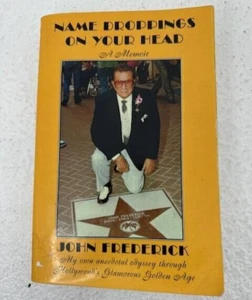 NAME DROPPINGS
ON YOUR HEAD
A Memoir
JOHN FREDERICK
My own anecdotal odyssey through
Hollywood's Glamorous Golden Age